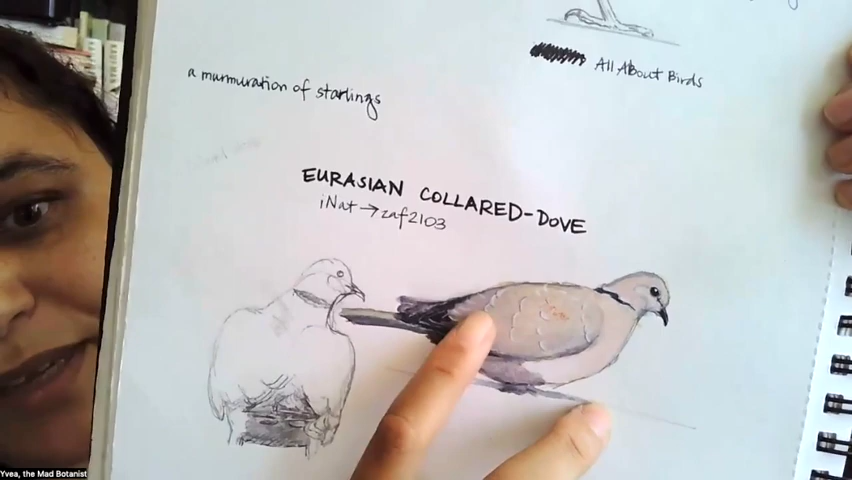 All About Birds
a murmuration of starlings
EURASIAN COLLARED-DOVE
iNat → zaf2103
Yvea, the Mad Botanist